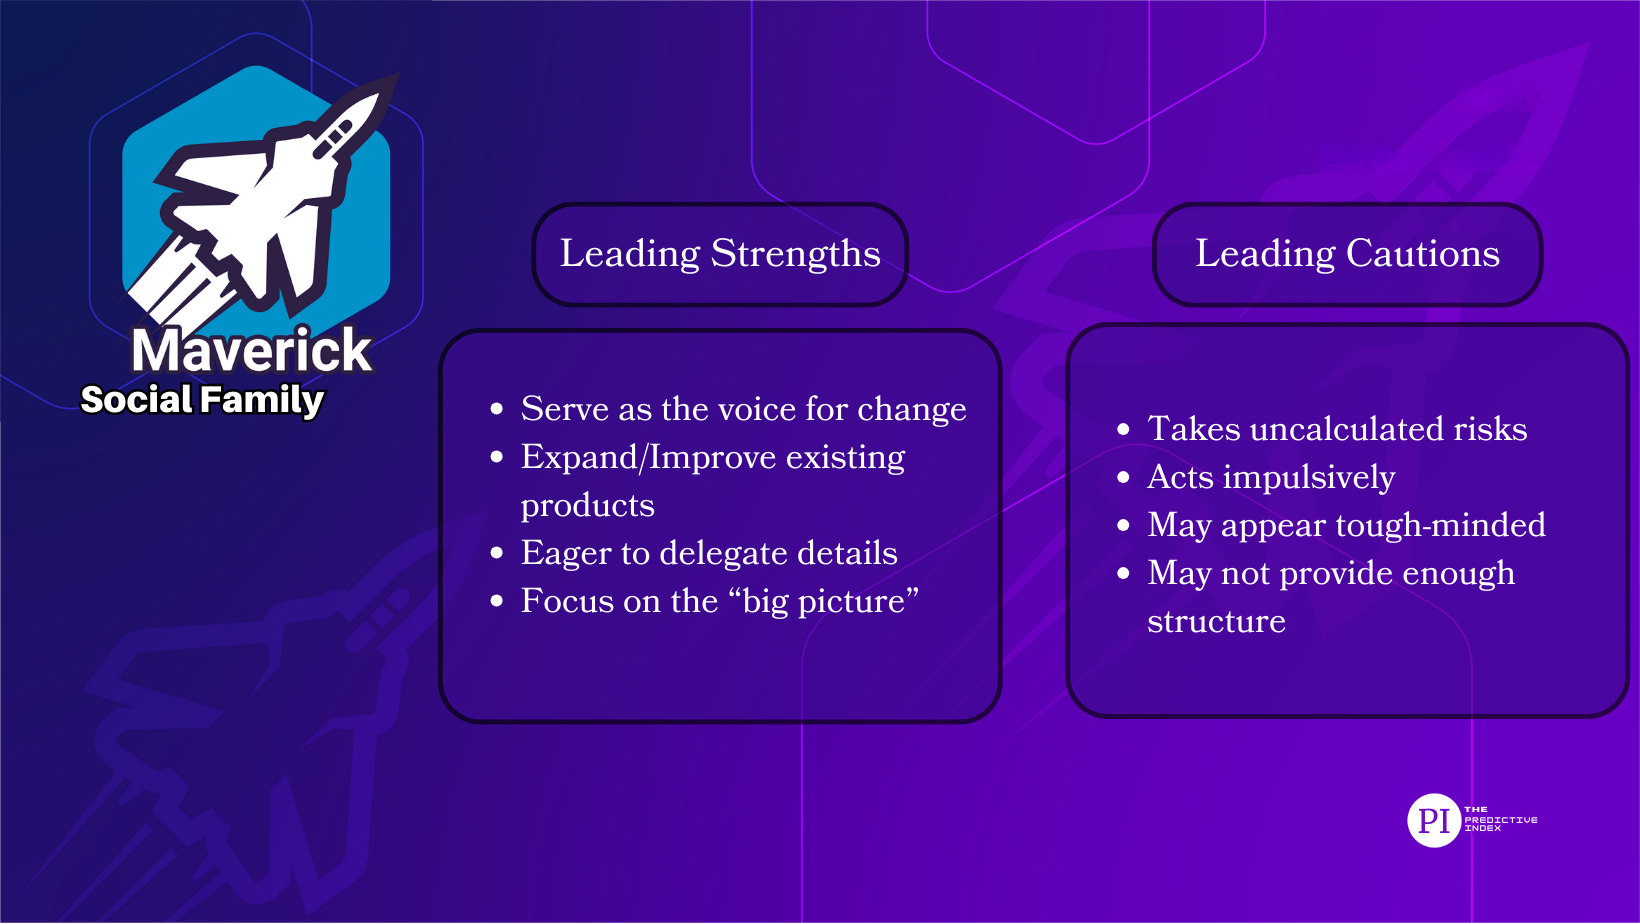 Maverick
Social Family
Leading Strengths
• Serve as the voice for change
• Expand/Improve existing
products
• Eager to delegate details
• Focus on the “big picture”
Leading Cautions
• Takes uncalculated risks
• Acts impulsively
• May appear tough-minded
• May not provide enough
structure
PI
THE
PREDICTIVE
INDEX